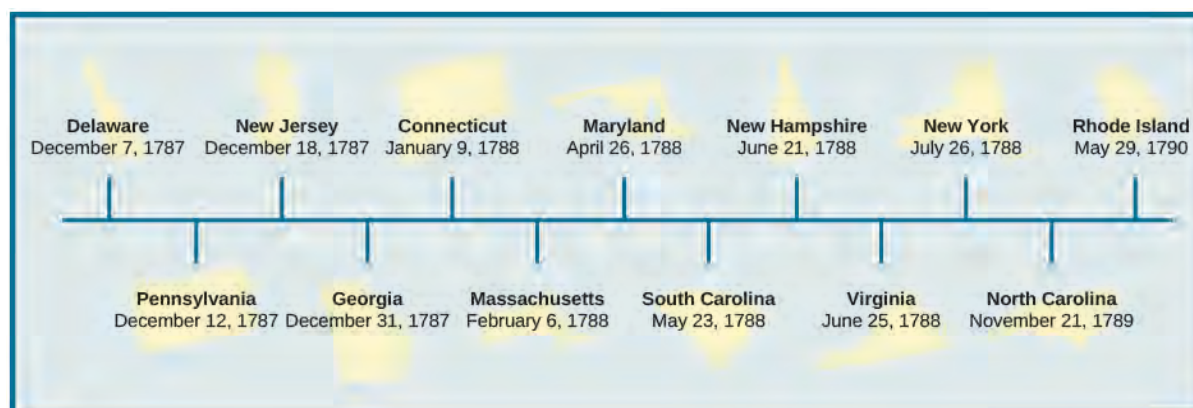 Delaware
December 7, 1787
New Jersey
December 18, 1787
Connecticut
January 9, 1788
Maryland
April 26, 1788
New Hampshire
June 21, 1788
New York
July 26, 1788
Rhode Island
May 29, 1790
Pennsylvania
December 12, 1787
Georgia
December 31, 1787
Massachusetts
February 6, 1788
South Carolina
May 23, 1788
Virginia
June 25, 1788
North Carolina
November 21, 1789